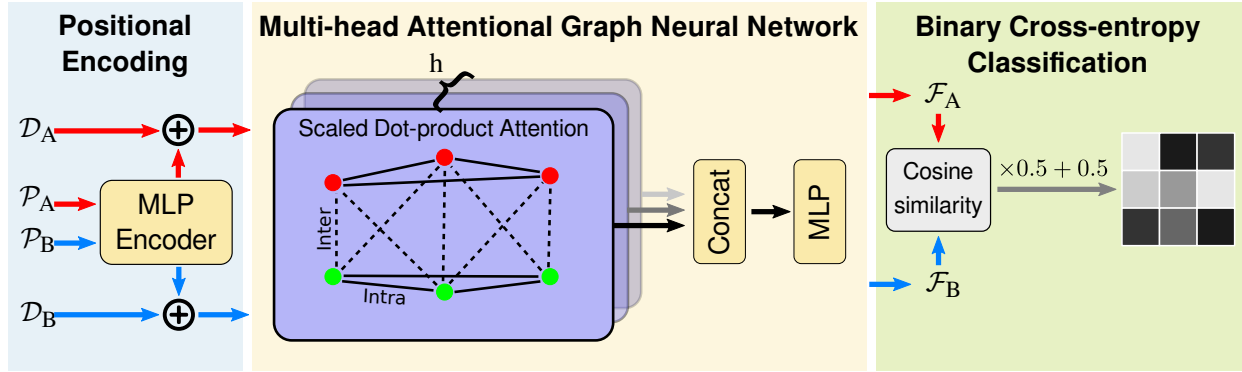 Positional
Encoding
𝒟A
𝒫A
𝒫B
𝒟B
MLP
Encoder
Multi-head Attentional Graph Neural Network
h
Scaled Dot-product Attention
Inter
Intra
Concat
MLP
Binary Cross-entropy
Classification
ℱA
Cosine
similarity
×0.5 + 0.5
ℱB